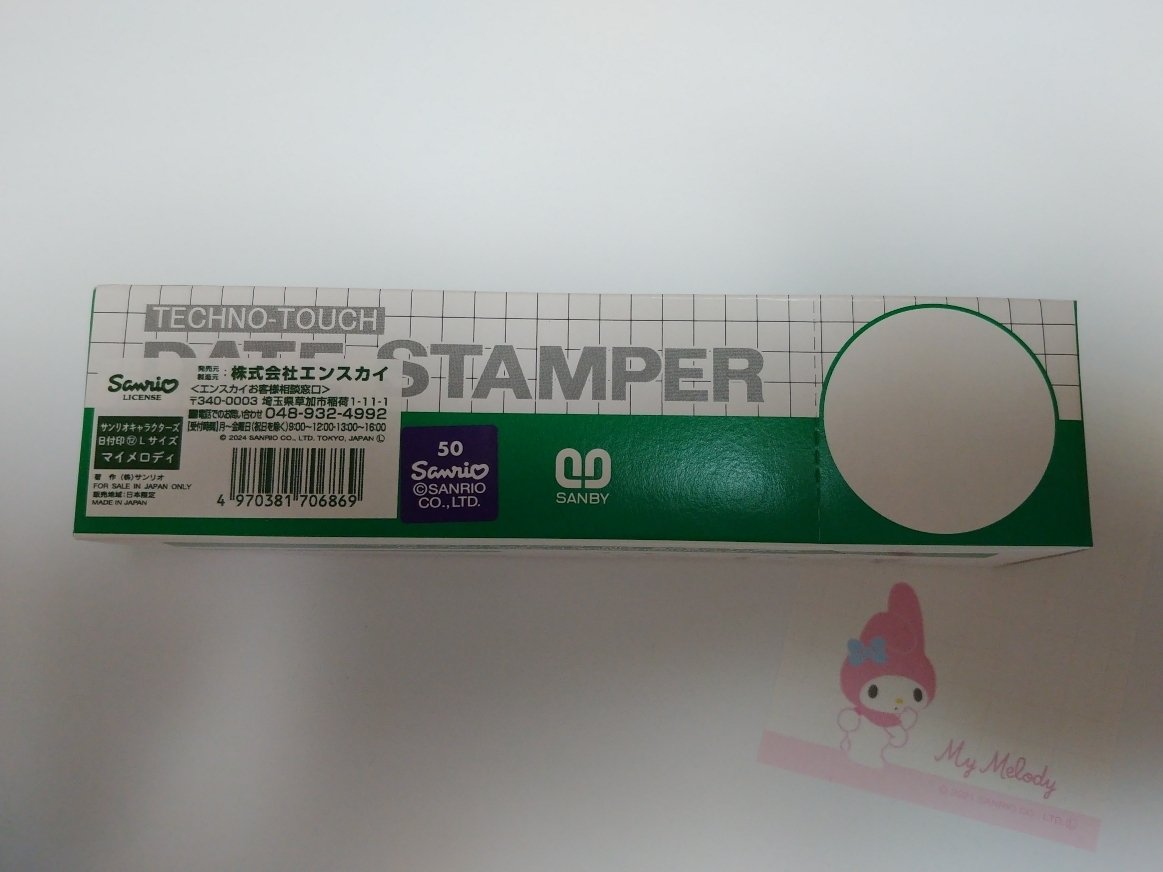 TECHNO-TOUCH
DATE STAMPER
Sanrio
LICENSE
発売元
製造元 : 株式会社エンスカイ
<エンスカイお客様相談窓口>
〒340-0003 埼玉県草加市稲荷1-11-1
■電話でのお問い合わせ 048-932-4992
[受付時間]月~金曜日(祝日を除く)9:00~12:00・13:00~16:00
© 2024 SANRIO CO., LTD. TOKYO, JAPAN Ⓛ
サンリオキャラクターズ
日付印⑫Lサイズ
マイメロディ
著 作 (株)サンリオ
FOR SALE IN JAPAN ONLY
販売地域:日本限定
MADE IN JAPAN
4 970381 706869
50
Sanrio
©SANRIO
CO., LTD.
SANBY
My Melody
© 2021 SANRIO CO., LTD. Ⓛ